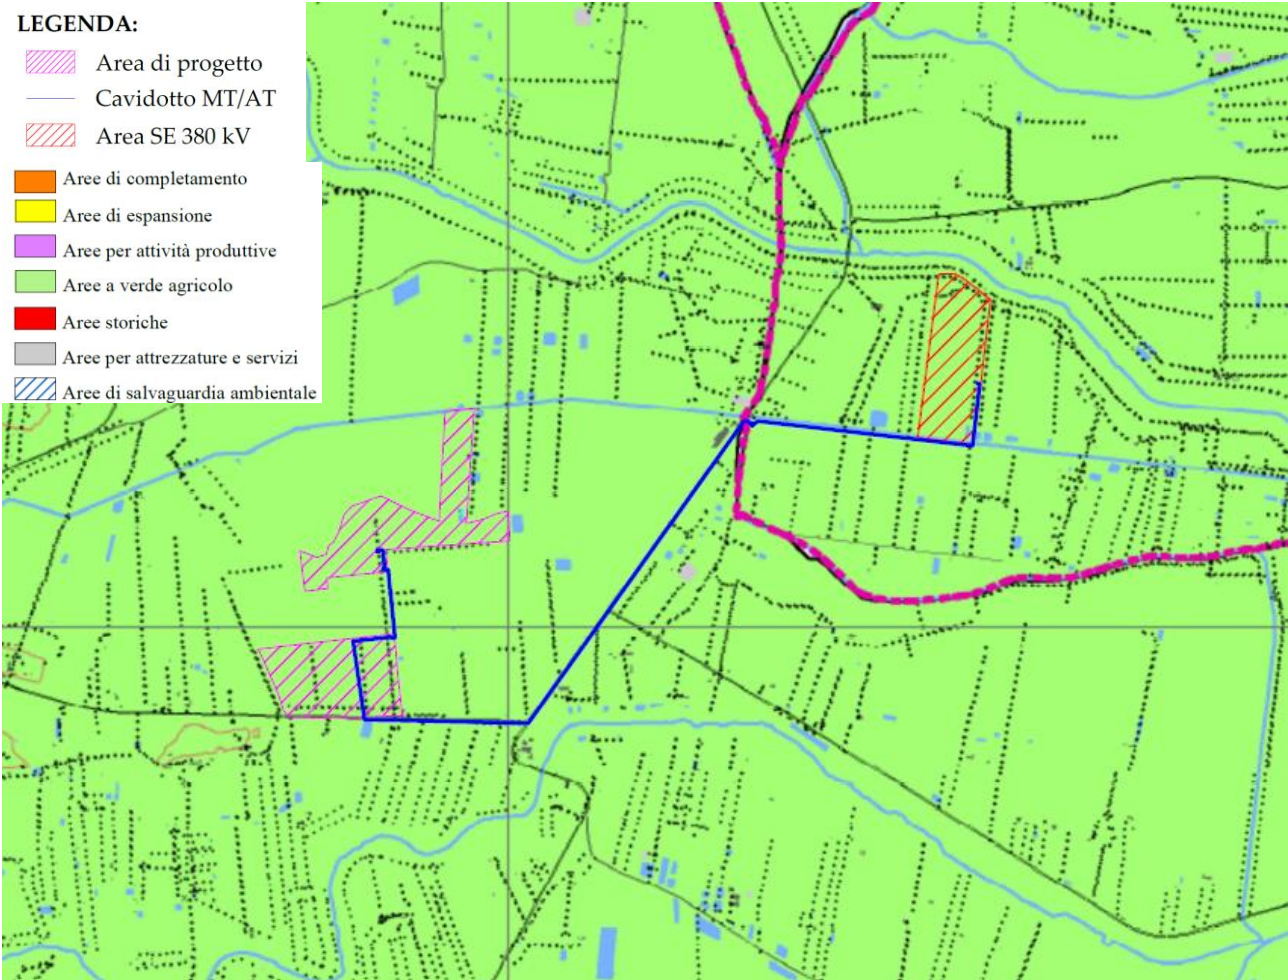 LEGENDA:
Area di progetto
Cavidotto MT/AT
Area SE 380 kV
Aree di completamento
Aree di espansione
Aree per attività produttive
Aree a verde agricolo
Aree storiche
Aree per attrezzature e servizi
Aree di salvaguardia ambientale